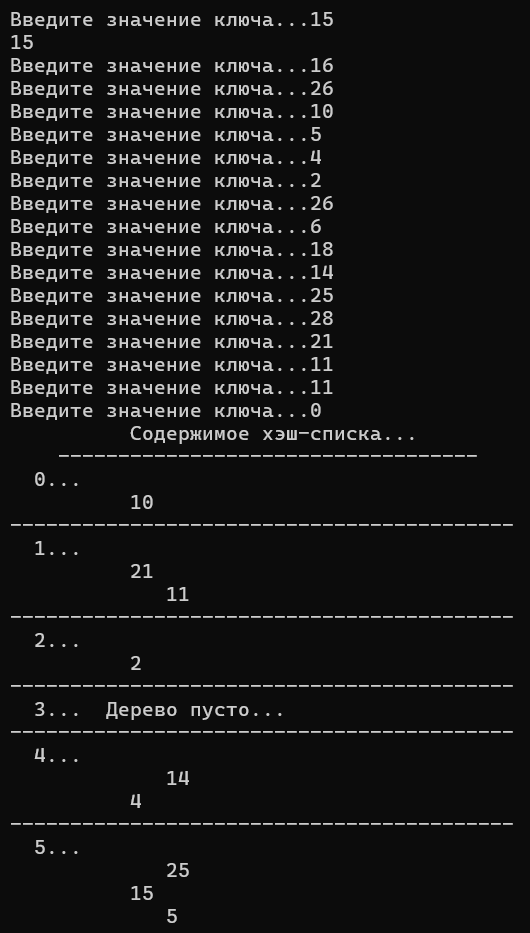 Введите значение ключа...15
15
Введите значение ключа...16
Введите значение ключа...26
Введите значение ключа...10
Введите значение ключа...5
Введите значение ключа...4
Введите значение ключа...2
Введите значение ключа...26
Введите значение ключа...6
Введите значение ключа...18
Введите значение ключа...14
Введите значение ключа...25
Введите значение ключа...28
Введите значение ключа...21
Введите значение ключа...11
Введите значение ключа...11
Введите значение ключа...0
Содержимое хэш-списка...
-----------------------------------
0...
10
------------------------------------------
1...
21
11
------------------------------------------
2...
2
------------------------------------------
3... Дерево пусто...
------------------------------------------
4...
14
4
------------------------------------------
5...
25
15
5